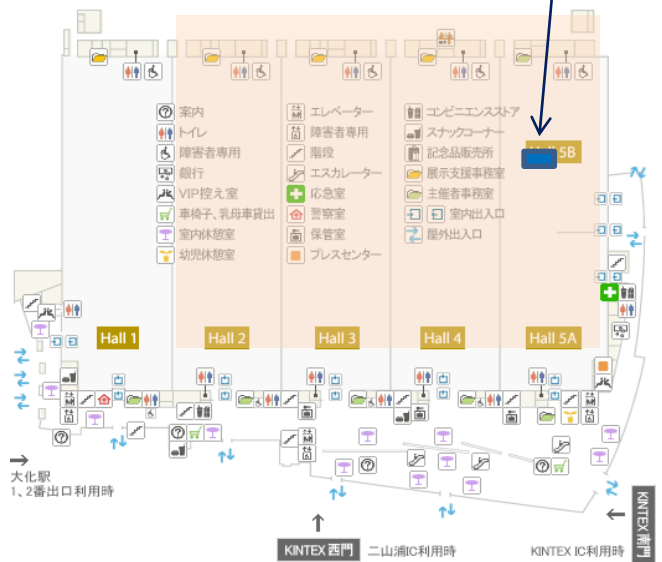 案内
トイレ
障害者専用
銀行
VIP控え室
車椅子、乳母車貸出
室内休憩室
幼児休憩室
エレベーター
障害者専用
階段
エスカレーター
応急室
警察室
保管室
プレスセンター
コンビニエンスストア
スナックコーナー
記念品販売所
展示支援事務室
主催者事務室
室内出入口
屋外出入口
Hall 5B
Hall 1
Hall 2
Hall 3
Hall 4
Hall 5A
大化駅
1、2番出口利用時
KINTEX 西門
二山浦IC利用時
KINTEX IC利用時
KINTEX 南門